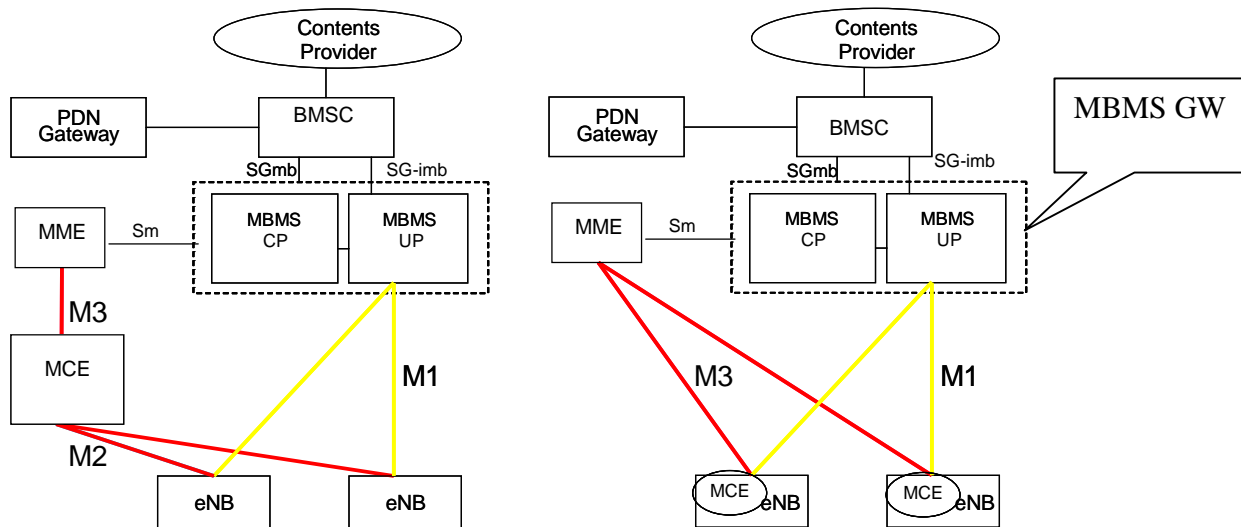 Contents
Provider
PDN
Gateway
BMSC
SGmb
SG-imb
MBMS
CP
MBMS
UP
MME
Sm
M3
MCE
M1
M2
eNB
eNB
Contents
Provider
PDN
Gateway
BMSC
MBMS GW
SGmb
SG-imb
MBMS
CP
MBMS
UP
MME
Sm
M3
M1
MCE
eNB
MCE
eNB